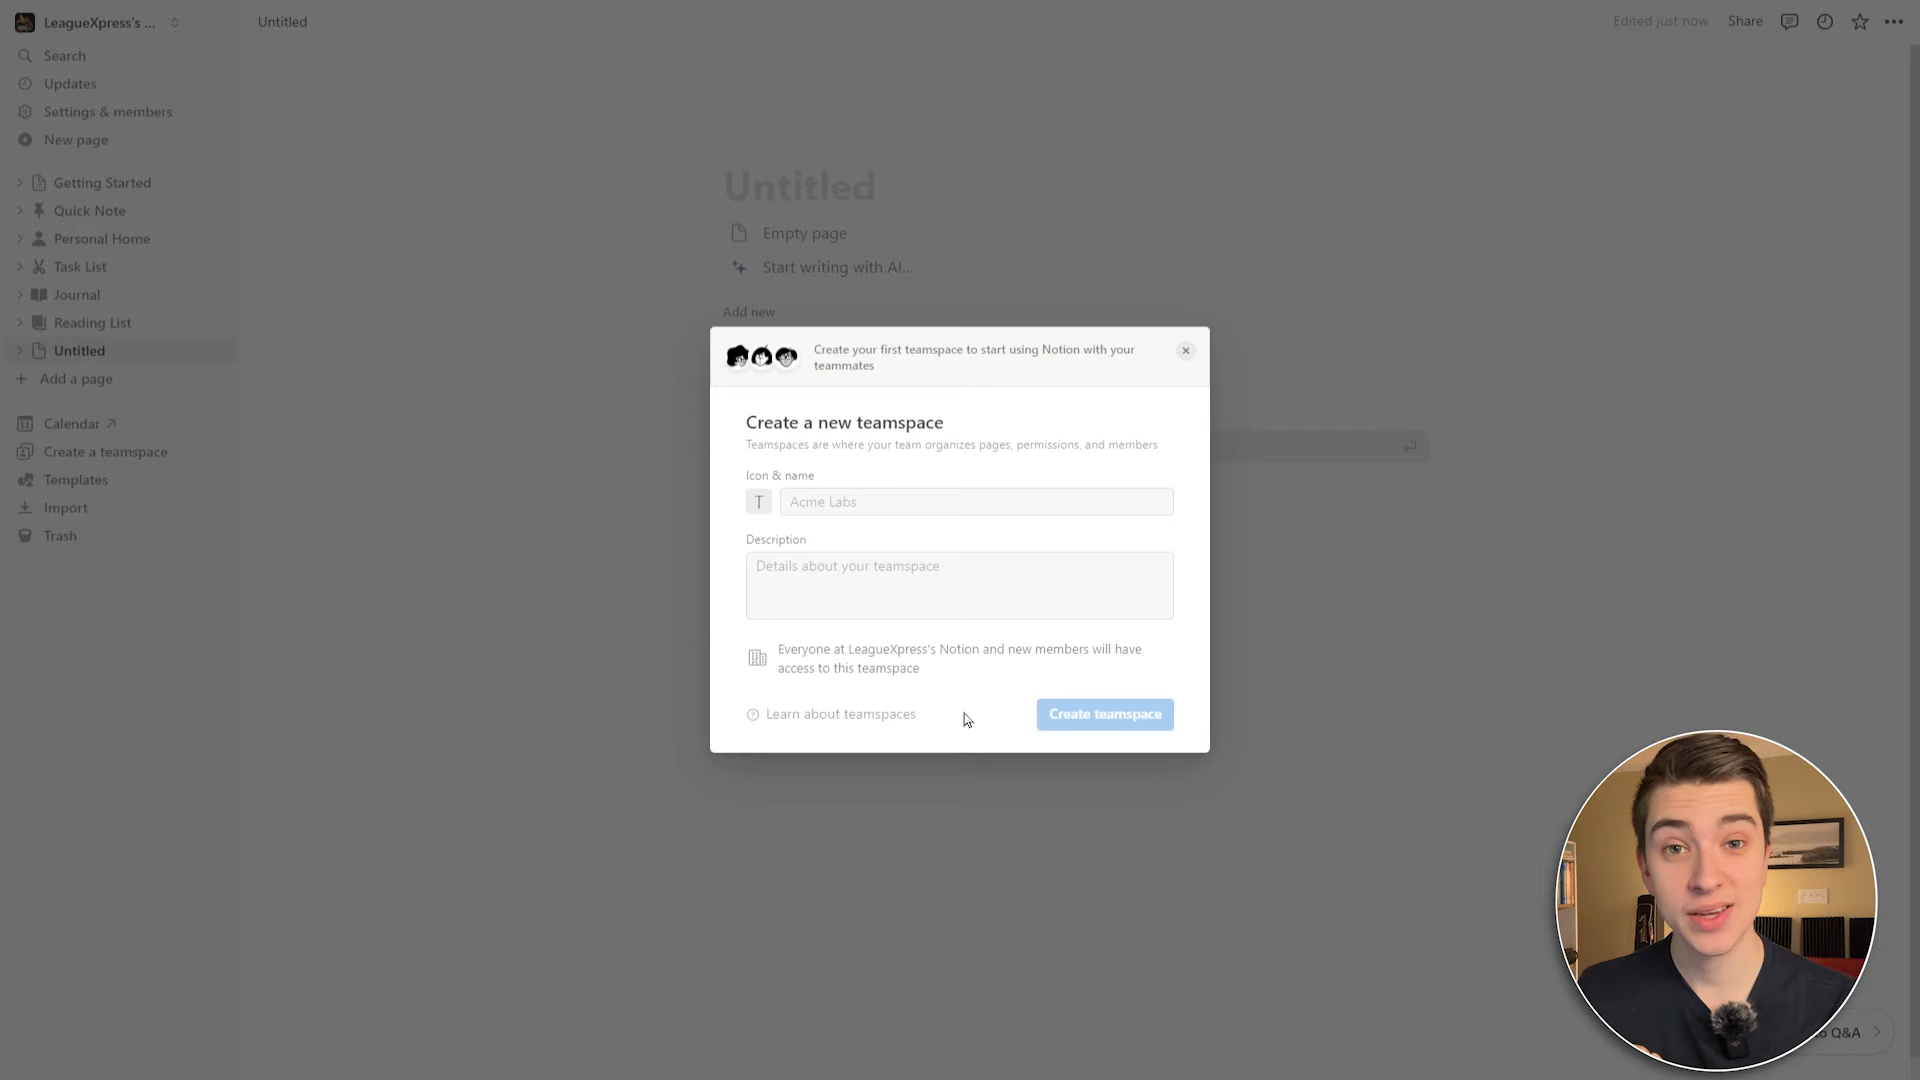 LeagueXpress's ...
Untitled
Edited just now
Share
Search
Updates
Settings & members
New page
Getting Started
Quick Note
Personal Home
Task List
Journal
Reading List
Untitled
Add a page
Calendar ↗
Create a teamspace
Templates
Import
Trash
Untitled
Empty page
Start writing with AI...
Add new
Create your first teamspace to start using Notion with your
teammates
Create a new teamspace
Teamspaces are where your team organizes pages, permissions, and members
Icon & name
T
Acme Labs
Description
Details about your teamspace
Everyone at LeagueXpress's Notion and new members will have
access to this teamspace
Learn about teamspaces
Create teamspace
Q&A